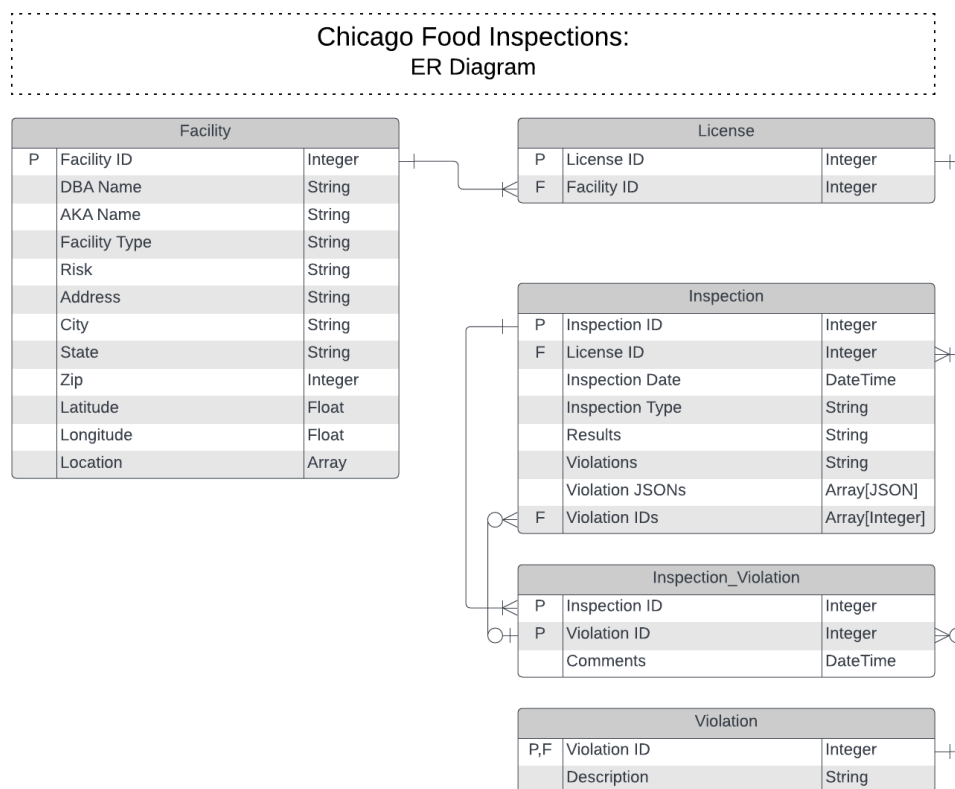 Chicago Food Inspections:
ER Diagram
Facility
P Facility ID Integer
DBA Name String
AKA Name String
Facility Type String
Risk String
Address String
City String
State String
Zip Integer
Latitude Float
Longitude Float
Location Array
License
P License ID Integer
F Facility ID Integer
Inspection
P Inspection ID Integer
F License ID Integer
Inspection Date DateTime
Inspection Type String
Results String
Violations String
Violation JSONs Array[JSON]
F Violation IDs Array[Integer]
Inspection_Violation
P Inspection ID Integer
P Violation ID Integer
Comments DateTime
Violation
P,F Violation ID Integer
Description String